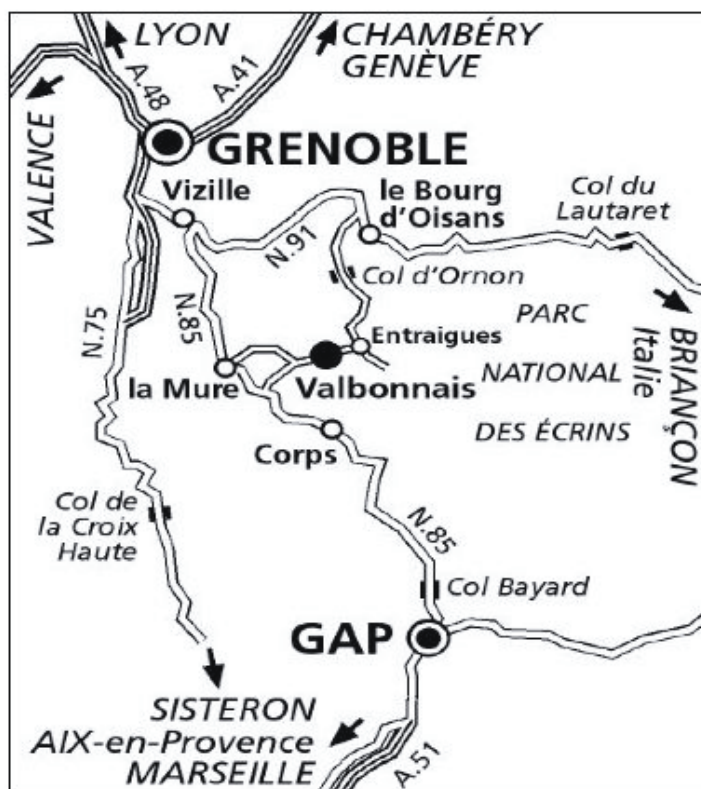 LYON
CHAMBÉRY
GENÈVE
A.48
A.41
VALENCE
GRENOBLE
Vizille
le Bourg
d'Oisans
Col du
Lautaret
N.91
Col d'Ornon
N.75
N.85
Entraigues
PARC
NATIONAL
DES ÉCRINS
BRIANÇON
Italie
la Mure
Valbonnais
Corps
Col de
la Croix
Haute
N.85
Col Bayard
GAP
SISTERON
AIX-en-Provence
MARSEILLE
A.51